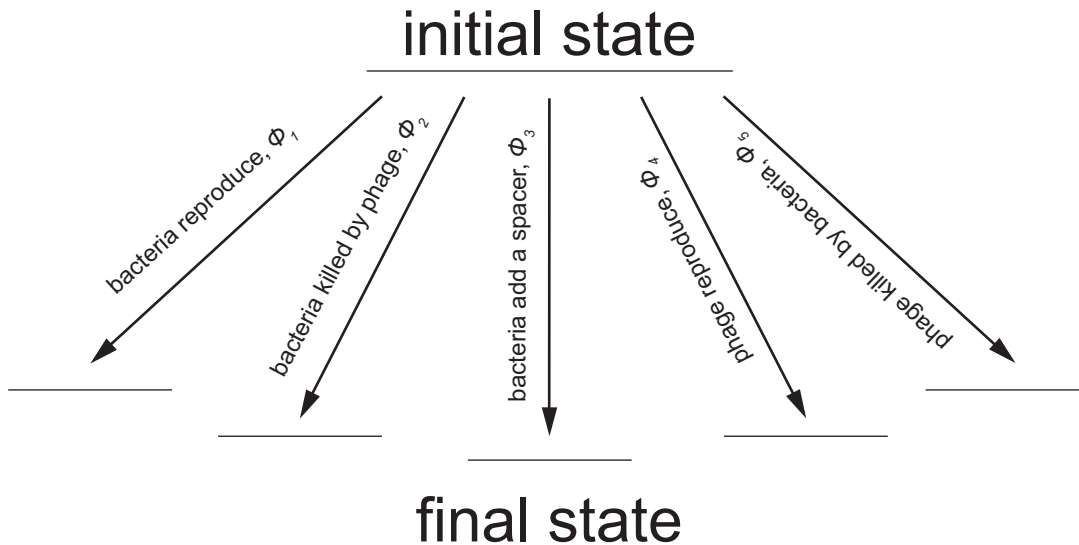 initial state
bacteria reproduce, Φ₁
bacteria killed by phage, Φ₂
bacteria add a spacer, Φ₃
phage reproduce, Φ₄
phage killed by bacteria, Φ₅
final state